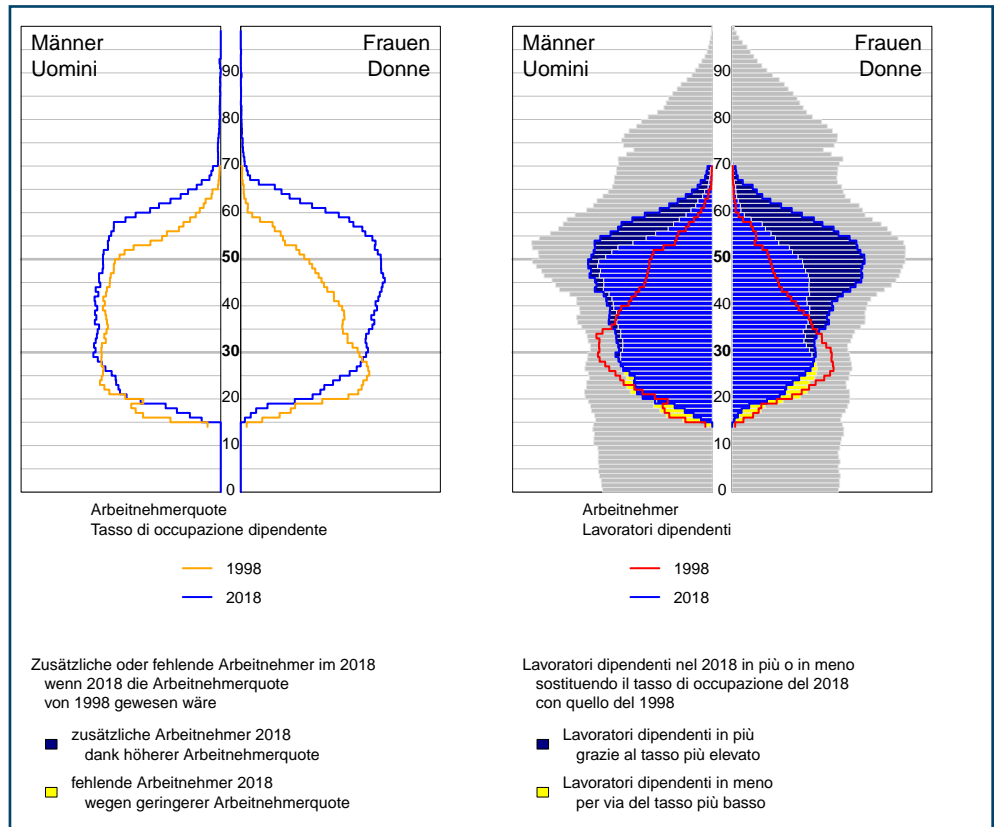 Männer
Uomini
Frauen
Donne
90
80
70
60
50
40
30
20
10
0
Arbeitnehmerquote
Tasso di occupazione dipendente
1998
2018
Männer
Uomini
Frauen
Donne
90
80
70
60
50
40
30
20
10
0
Arbeitnehmer
Lavoratori dipendenti
1998
2018
Zusätzliche oder fehlende Arbeitnehmer im 2018
wenn 2018 die Arbeitnehmerquote
von 1998 gewesen wäre
zusätzliche Arbeitnehmer 2018
dank höherer Arbeitnehmerquote
fehlende Arbeitnehmer 2018
wegen geringerer Arbeitnehmerquote
Lavoratori dipendenti nel 2018 in più o in meno
sostituendo il tasso di occupazione del 2018
con quello del 1998
Lavoratori dipendenti in più
grazie al tasso più elevato
Lavoratori dipendenti in meno
per via del tasso più basso